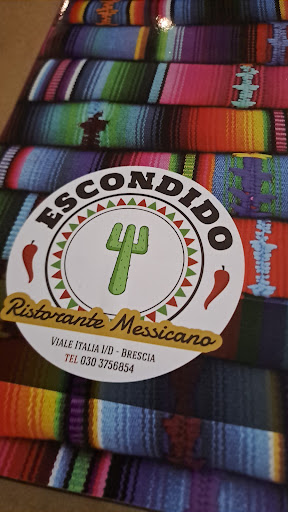 ESCONDIDO
Ristorante Messicano
VIALE ITALIA 1/D - BRESCIA
TEL 030 3756854